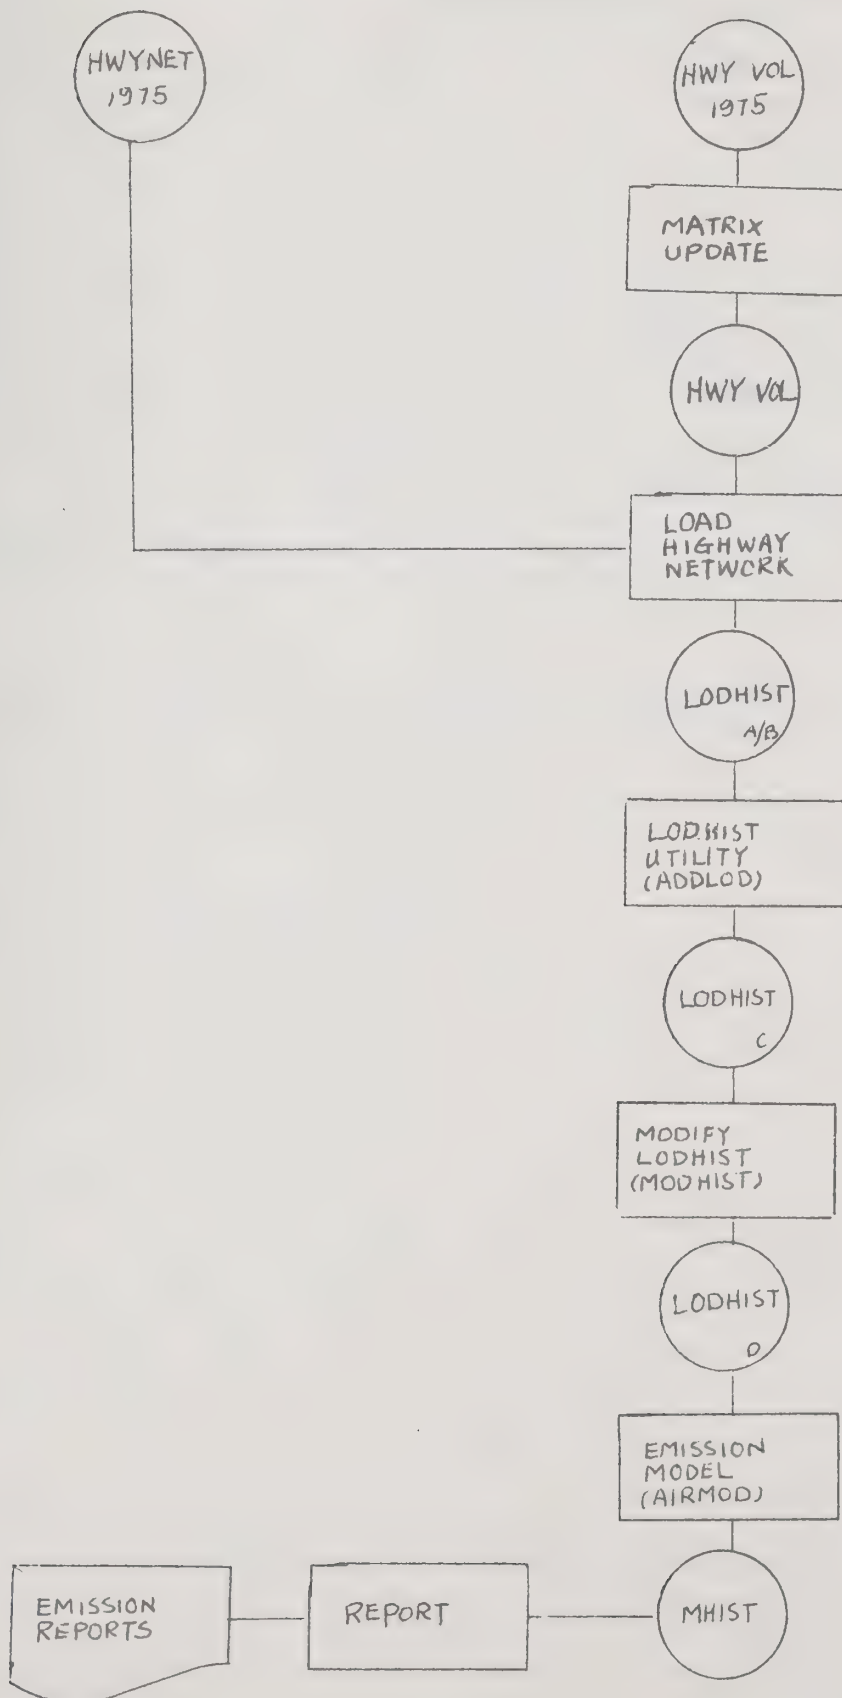 HWYNET
1975
HWY VOL
1975
MATRIX
UPDATE
HWY VOL
LOAD
HIGHWAY
NETWORK
LODHIST
A/B
LODHIST
UTILITY
(ADDLOD)
LODHIST
C
MODIFY
LODHIST
(MODHIST)
LODHIST
D
EMISSION
MODEL
(AIRMOD)
MHIST
REPORT
EMISSION
REPORTS